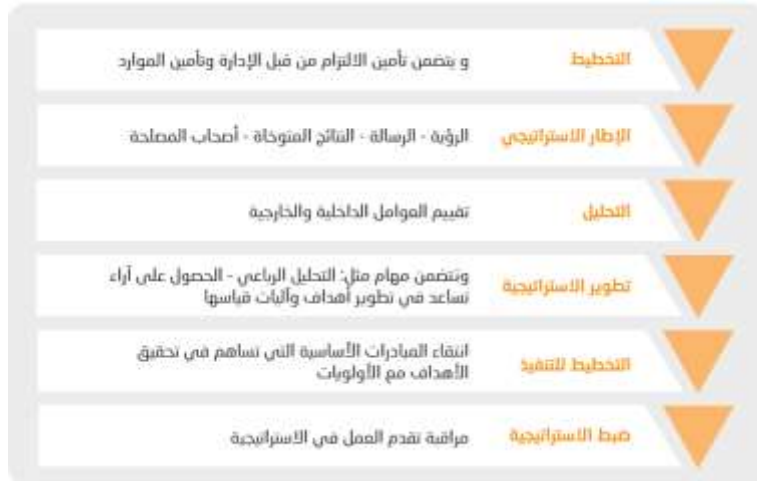 التخطيط
و يتضمن تأمين الالتزام من قبل الإدارة وتأمين الموارد
الإطار الاستراتيجي
الرؤية - الرسالة - النتائج المتوخاة - أصحاب المصلحة
التحليل
تقييم العوامل الداخلية والخارجية
تطوير الاستراتيجية
وتتضمن مهام مثل: التحليل الرباعي - الحصول على آراء
تساعد في تطوير أهداف وآليات قياسها
التخطيط للتنفيذ
انتقاء المبادرات الأساسية التي تساهم في تحقيق
الأهداف مع الأولويات
ضبط الاستراتيجية
مراقبة تقدم العمل في الاستراتيجية